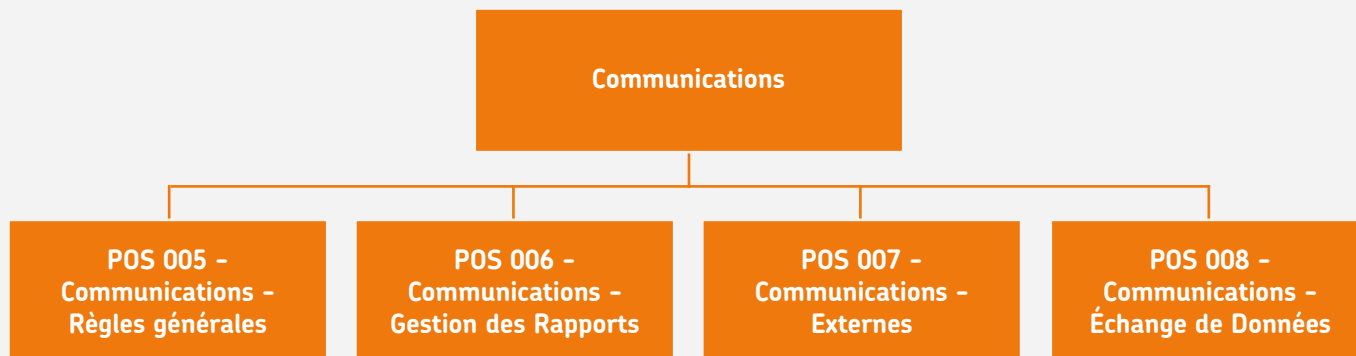 Communications
POS 005 –
Communications –
Règles générales
POS 006 –
Communications –
Gestion des Rapports
POS 007 –
Communications –
Externes
POS 008 –
Communications –
Échange de Données